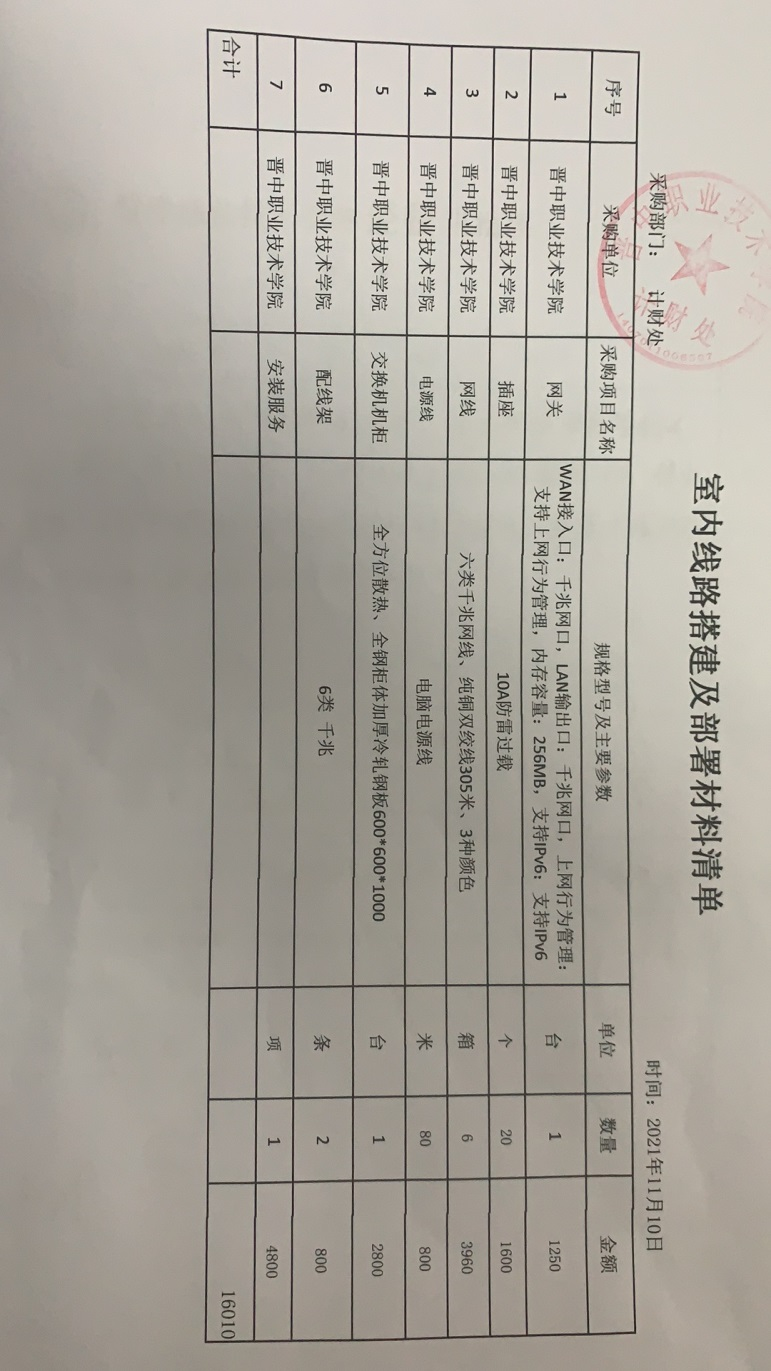 室内线路搭建及部署材料清单
采购部门： 计财处 时间：2021年11月10日
序号 采购单位 采购项目名称 规格型号及主要参数 单位 数量 金额
1 晋中职业技术学院 网关 WAN接入口：千兆网口，LAN输出口：千兆网口，上网行为管理：
支持上网行为管理，内存容量：256MB，支持IPv6：支持IPv6 台 1 1250
2 晋中职业技术学院 插座 10A防雷过载 个 20 1600
3 晋中职业技术学院 网线 六类千兆网线、纯铜双绞线305米、3种颜色 箱 6 3960
4 晋中职业技术学院 电源线 电脑电源线 米 80 800
5 晋中职业技术学院 交换机机柜 全方位散热、全钢柜体加厚冷轧钢板600*600*1000 台 1 2800
6 晋中职业技术学院 配线架 6类 千兆 条 2 800
7 晋中职业技术学院 安装服务 项 1 4800
合计 16010
计财处